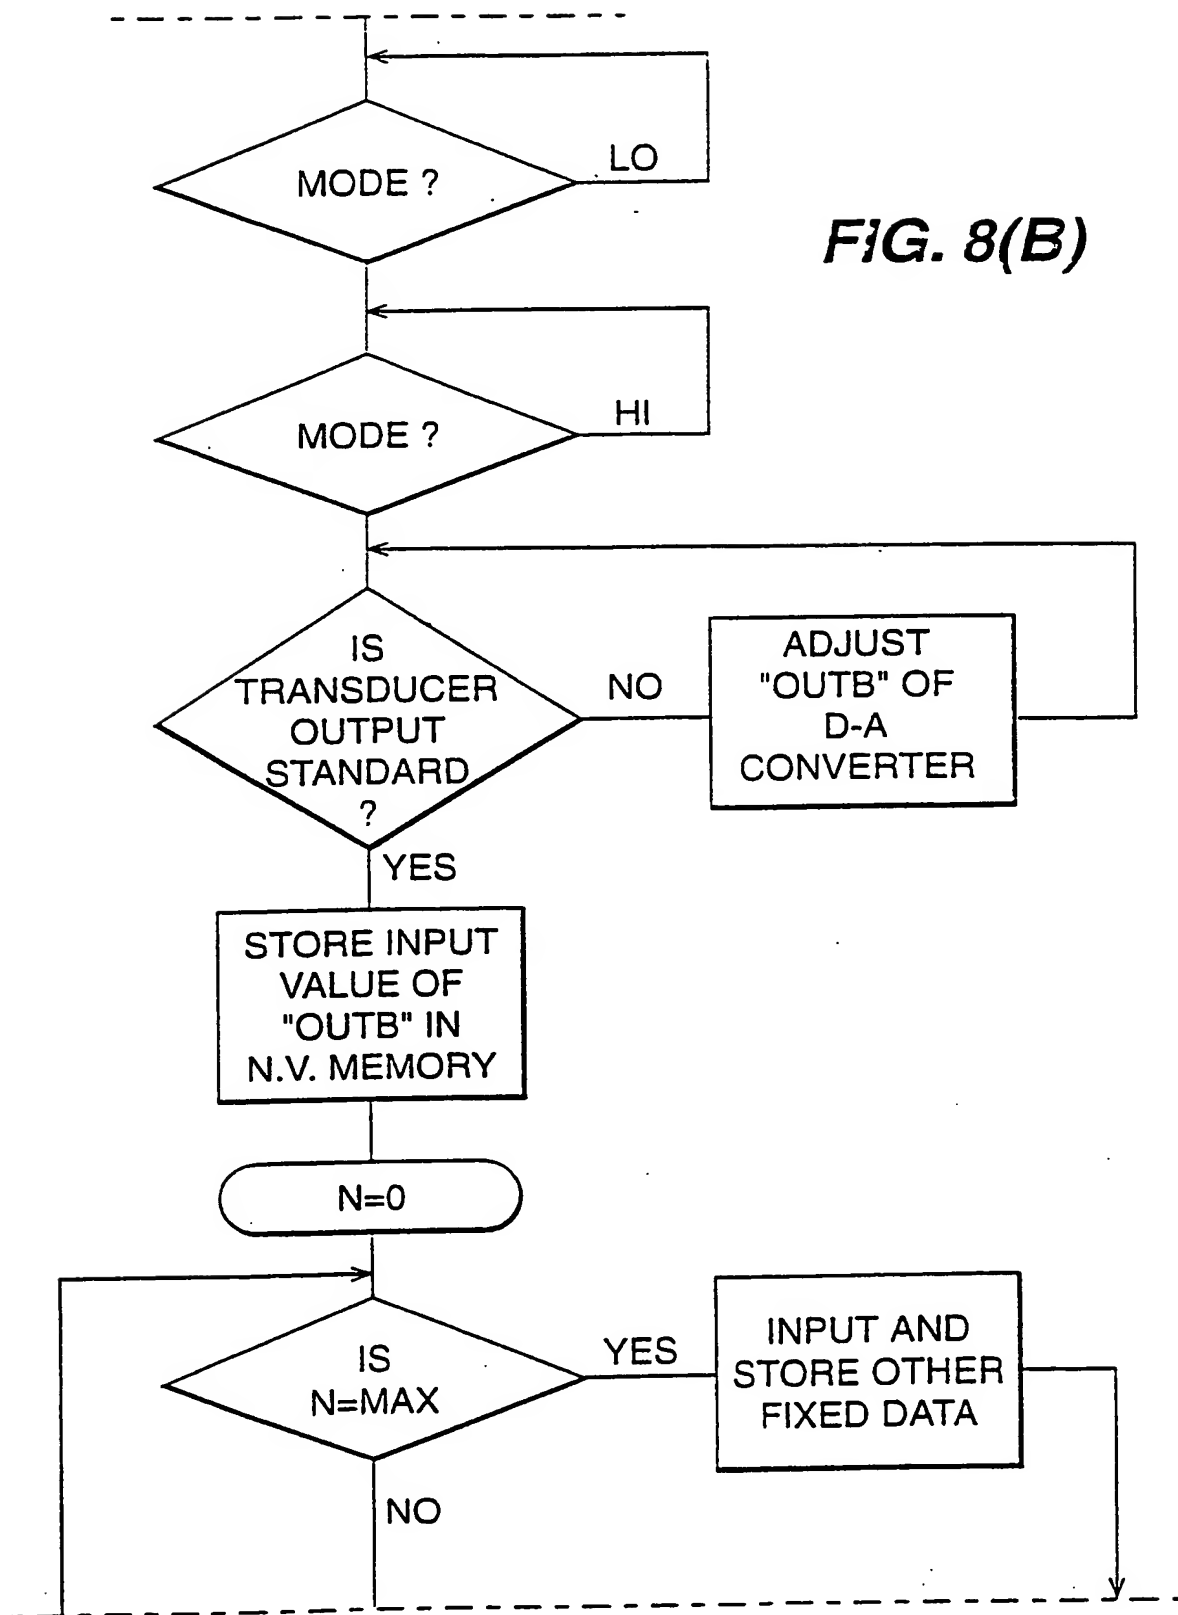 LO
MODE ?
FIG. 8(B)
HI
MODE ?
IS
TRANSDUCER
OUTPUT
STANDARD
?
NO
ADJUST
"OUTB" OF
D-A
CONVERTER
YES
STORE INPUT
VALUE OF
"OUTB" IN
N.V. MEMORY
N=0
IS
N=MAX
YES
INPUT AND
STORE OTHER
FIXED DATA
NO